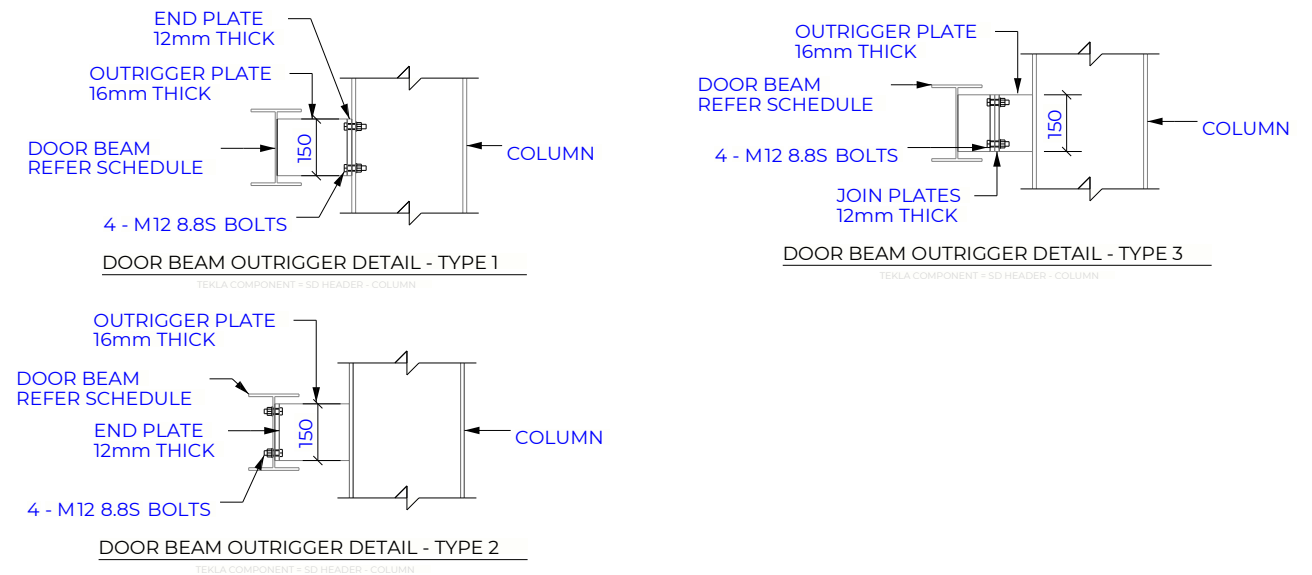 END PLATE
12mm THICK
OUTRIGGER PLATE
16mm THICK
DOOR BEAM
REFER SCHEDULE
150
COLUMN
4 - M12 8.8S BOLTS
DOOR BEAM OUTRIGGER DETAIL - TYPE 1
TEKLA COMPONENT = SD HEADER - COLUMN
OUTRIGGER PLATE
16mm THICK
DOOR BEAM
REFER SCHEDULE
150
COLUMN
4 - M12 8.8S BOLTS
JOIN PLATES
12mm THICK
DOOR BEAM OUTRIGGER DETAIL - TYPE 3
TEKLA COMPONENT = SD HEADER - COLUMN
OUTRIGGER PLATE
16mm THICK
DOOR BEAM
REFER SCHEDULE
END PLATE
12mm THICK
150
COLUMN
4 - M12 8.8S BOLTS
DOOR BEAM OUTRIGGER DETAIL - TYPE 2
TEKLA COMPONENT = SD HEADER - COLUMN